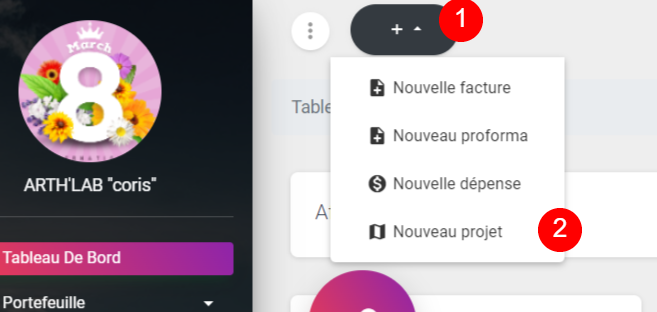 March
8
ARTH'LAB "coris"
Tableau De Bord
Portefeuille
+
1
Table
Nouvelle facture
Nouveau proforma
Nouvelle dépense
Nouveau projet
2